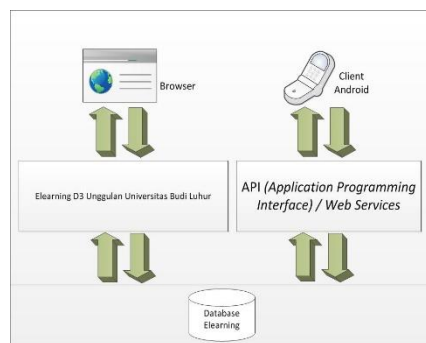 Browser
Client
Android
Elearning D3 Unggulan Universitas Budi Luhur
API (Application Programming
Interface) / Web Services
Database
Elearning